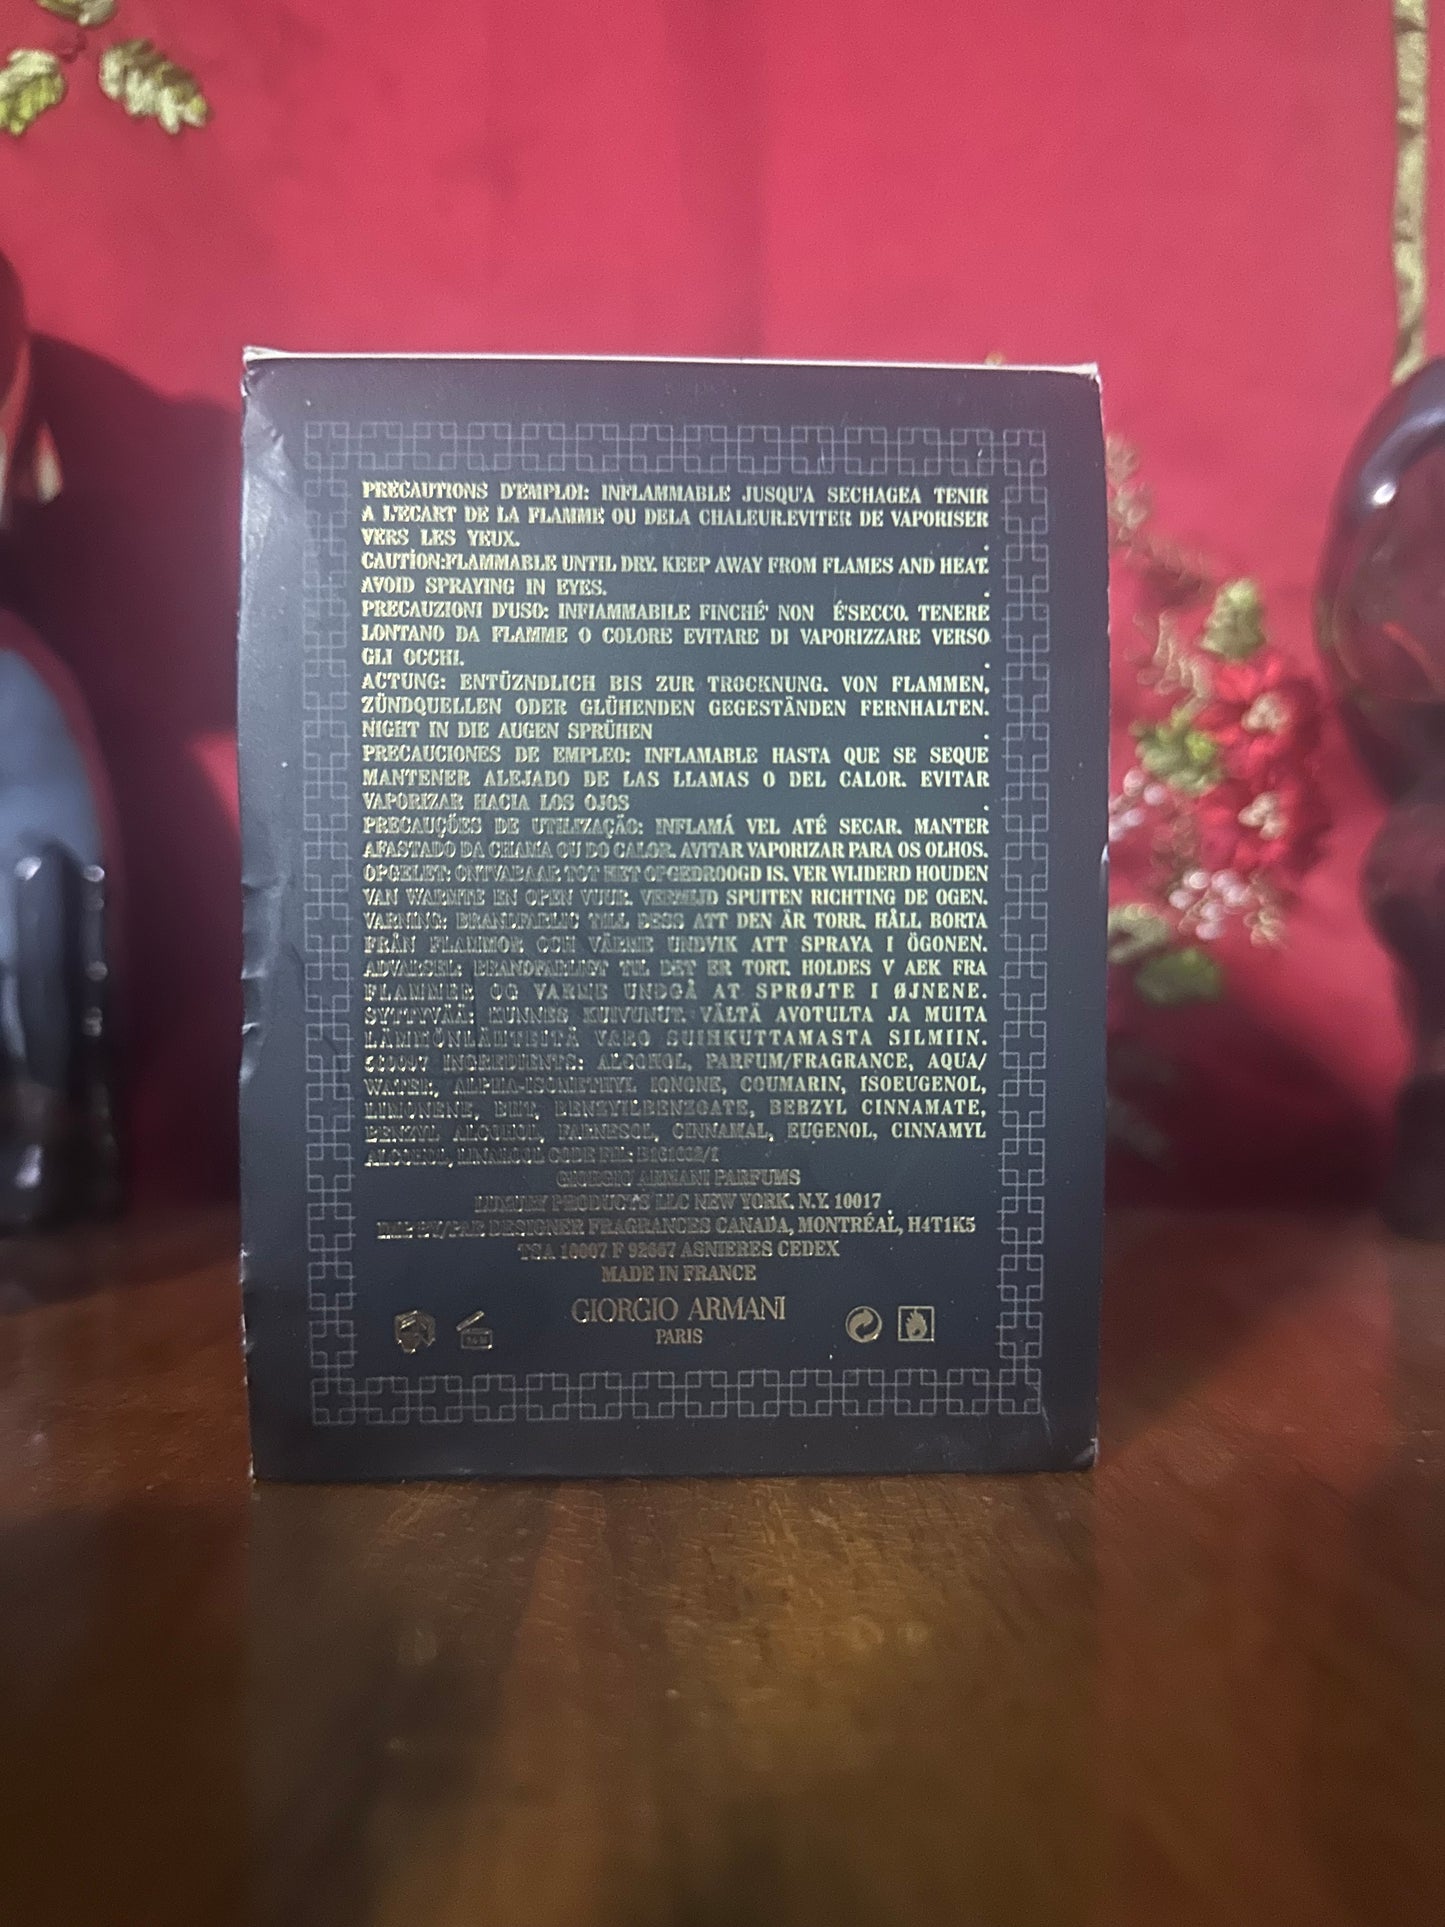 PRECAUTIONS D'EMPLOI: INFLAMMABLE JUSQU'A SECHAGEA TENIR
A L'ECART DE LA FLAMME OU DELA CHALEUR.EVITER DE VAPORISER
VERS LES YEUX.
CAUTİON:FLAMMABLE UNTIL DRY. KEEP AWAY FROM FLAMES AND HEAT.
AVOID SPRAYING IN EYES.
PRECAUZIONI D'USO: INFIAMMABILE FINCHÉ' NON É'SECCO. TENERE
LONTANO DA FLAMME O COLORE EVITARE DI VAPORIZZARE VERSO
GLI OCCHI.
ACTUNG: ENTÜZNDLICH BIS ZUR TROCKNUNG. VON FLAMMEN,
ZÜNDQUELLEN ODER GLÜHENDEN GEGESTÄNDEN FERNHALTEN.
NIGHT IN DIE AUGEN SPRÜHEN
PRECAUCIONES DE EMPLEO: INFLAMABLE HASTA QUE SE SEQUE
MANTENER ALEJADO DE LAS LLAMAS O DEL CALOR. EVITAR
VAPORIZAR HACIA LOS OJOS
PRECAUÇÕES DE UTILIZAÇÃO: INFLAMÁ VEL ATÉ SECAR. MANTER
AFASTADO DA CHAMA OU DO CALOR. AVITAR VAPORIZAR PARA OS OLHOS.
OPGELET: ONTVABAAR TOT HET OPGEDROOGD IS. VER WIJDERD HOUDEN
VAN WARMTE EN OPEN VUUR. VERMIJD SPUITEN RICHTING DE OGEN.
VARNING: BRANDFARLIG TILL DESS ATT DEN ÄR TORR. HÅLL BORTA
FRÅN FLAMMOR OCH VÄRME UNDVIK ATT SPRAYA I ÖGONEN.
ADVARSEL: BRANDFARLIGT TIL DET ER TORT. HOLDES V AEK FRA
FLAMMER OG VARME UNDGÅ AT SPRØJTE I ØJNENE.
SYTTYVÄÄ: KUNNES KUIVUNUT. VÄLTÄ AVOTULTA JA MUITA
LÄMMÖNLÄHTEITÄ VARO SUIHKUTTAMASTA SILMIIN.
INGREDIENTS: ALCOHOL, PARFUM/FRAGRANCE, AQUA/
WATER, ALPHA-ISOMETHYL IONONE, COUMARIN, ISOEUGENOL,
LIMONENE, BHT, BEBZYL CINNAMATE,
BENZYL ALCOHOL, FARNESOL, CINNAMAL, EUGENOL, CINNAMYL
ALCOHOL, LINALOOL CODE
GIORGIO ARMANI PARFUMS
LUXURY PRODUCTS LLC NEW YORK. N.Y. 10017
DESIGNER FRAGRANCES CANADA, MONTRÉAL, H4T1K5
TSA 10007 F 92667 ASNIERES CEDEX
MADE IN FRANCE
GIORGIO ARMANI
PARIS